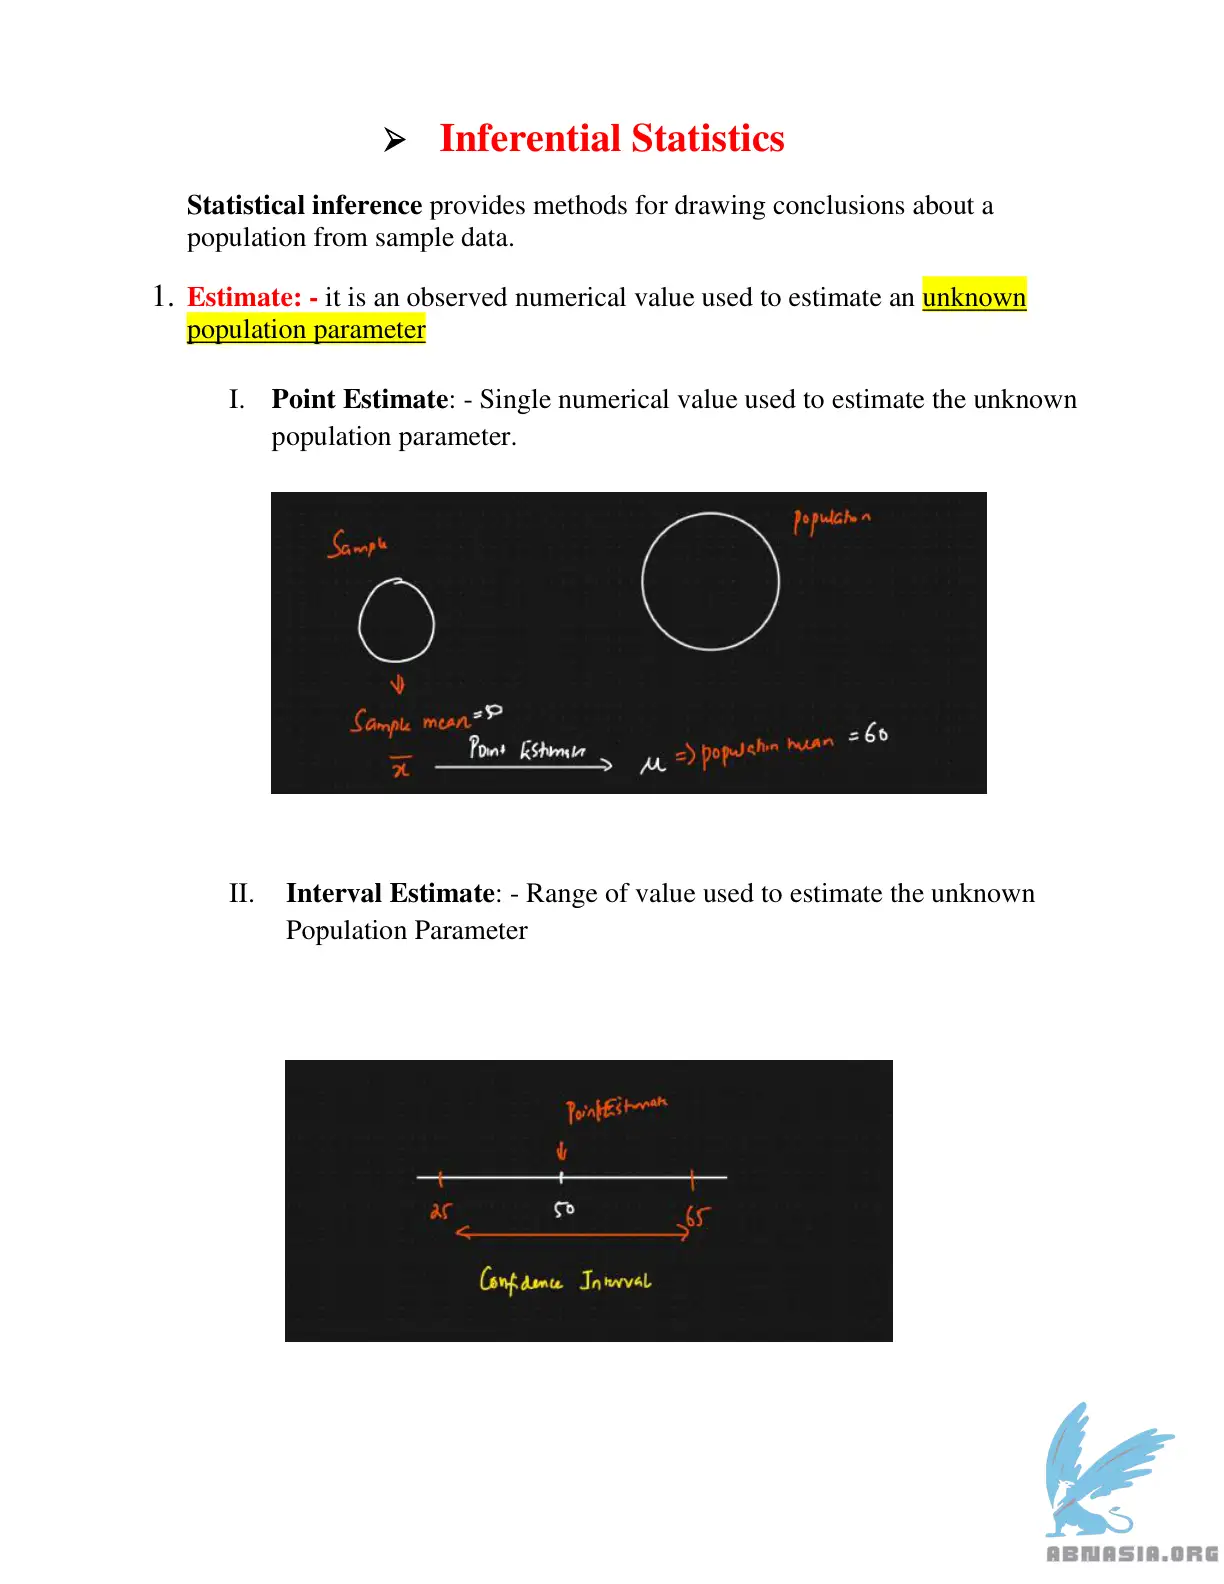 ➢ Inferential Statistics
Statistical inference provides methods for drawing conclusions about a
population from sample data.
1. Estimate: - it is an observed numerical value used to estimate an unknown
population parameter
I. Point Estimate: - Single numerical value used to estimate the unknown
population parameter.
Sample
population
Sample mean = 50
x̄
Point Estimate
μ => population mean = 60
II. Interval Estimate: - Range of value used to estimate the unknown
Population Parameter
Point Estimate
25 50 65
Confidence Interval
ABNASIA.ORG